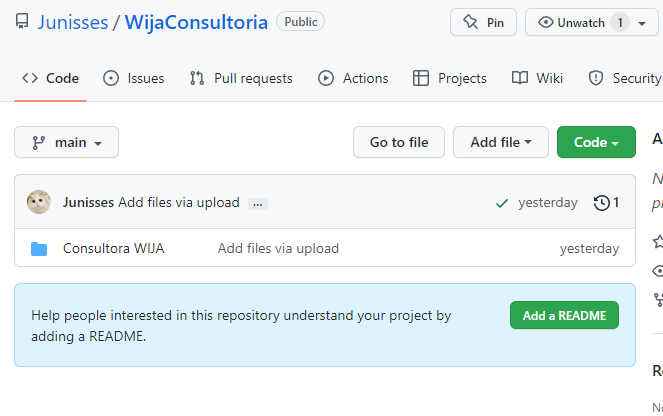 Junisses / WijaConsultoria Public
Pin
Unwatch 1
Code Issues Pull requests Actions Projects Wiki Security
main
Go to file
Add file
Code
Junisses Add files via upload ... yesterday 1
Consultora WIJA Add files via upload yesterday
Help people interested in this repository understand your project by
adding a README.
Add a README